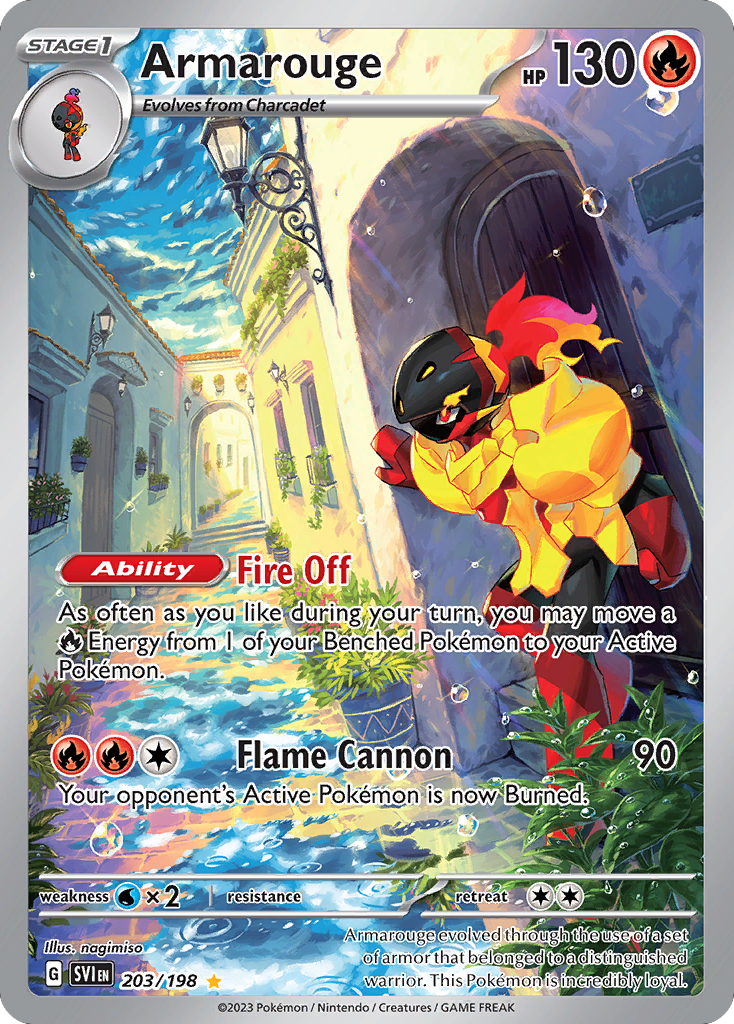 STAGE1
Armarouge
HP 130
Evolves from Charcadet
Ability Fire Off
As often as you like during your turn, you may move a
Energy from 1 of your Benched Pokémon to your Active
Pokémon.
Flame Cannon 90
Your opponent's Active Pokémon is now Burned.
weakness ×2 resistance retreat
Illus. nagimiso
G SVI EN 203/198
Armarouge evolved through the use of a set
of armor that belonged to a distinguished
warrior. This Pokémon is incredibly loyal.
©2023 Pokémon / Nintendo / Creatures / GAME FREAK